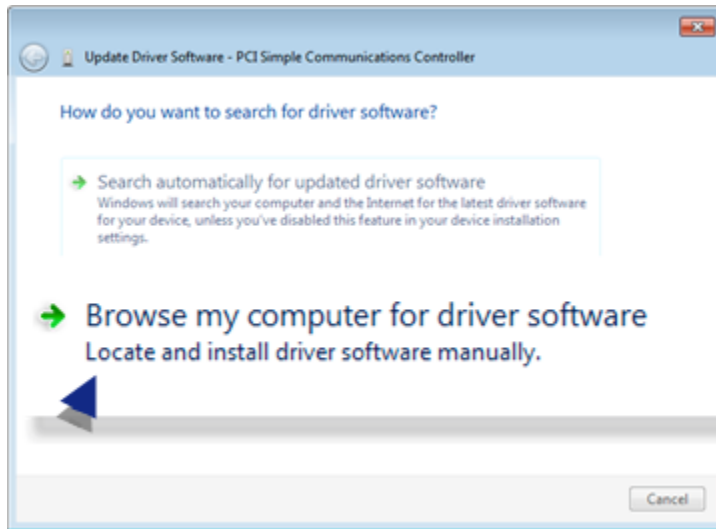 Update Driver Software - PCI Simple Communications Controller
How do you want to search for driver software?
Search automatically for updated driver software
Windows will search your computer and the Internet for the latest driver software
for your device, unless you've disabled this feature in your device installation
settings.
Browse my computer for driver software
Locate and install driver software manually.
Cancel